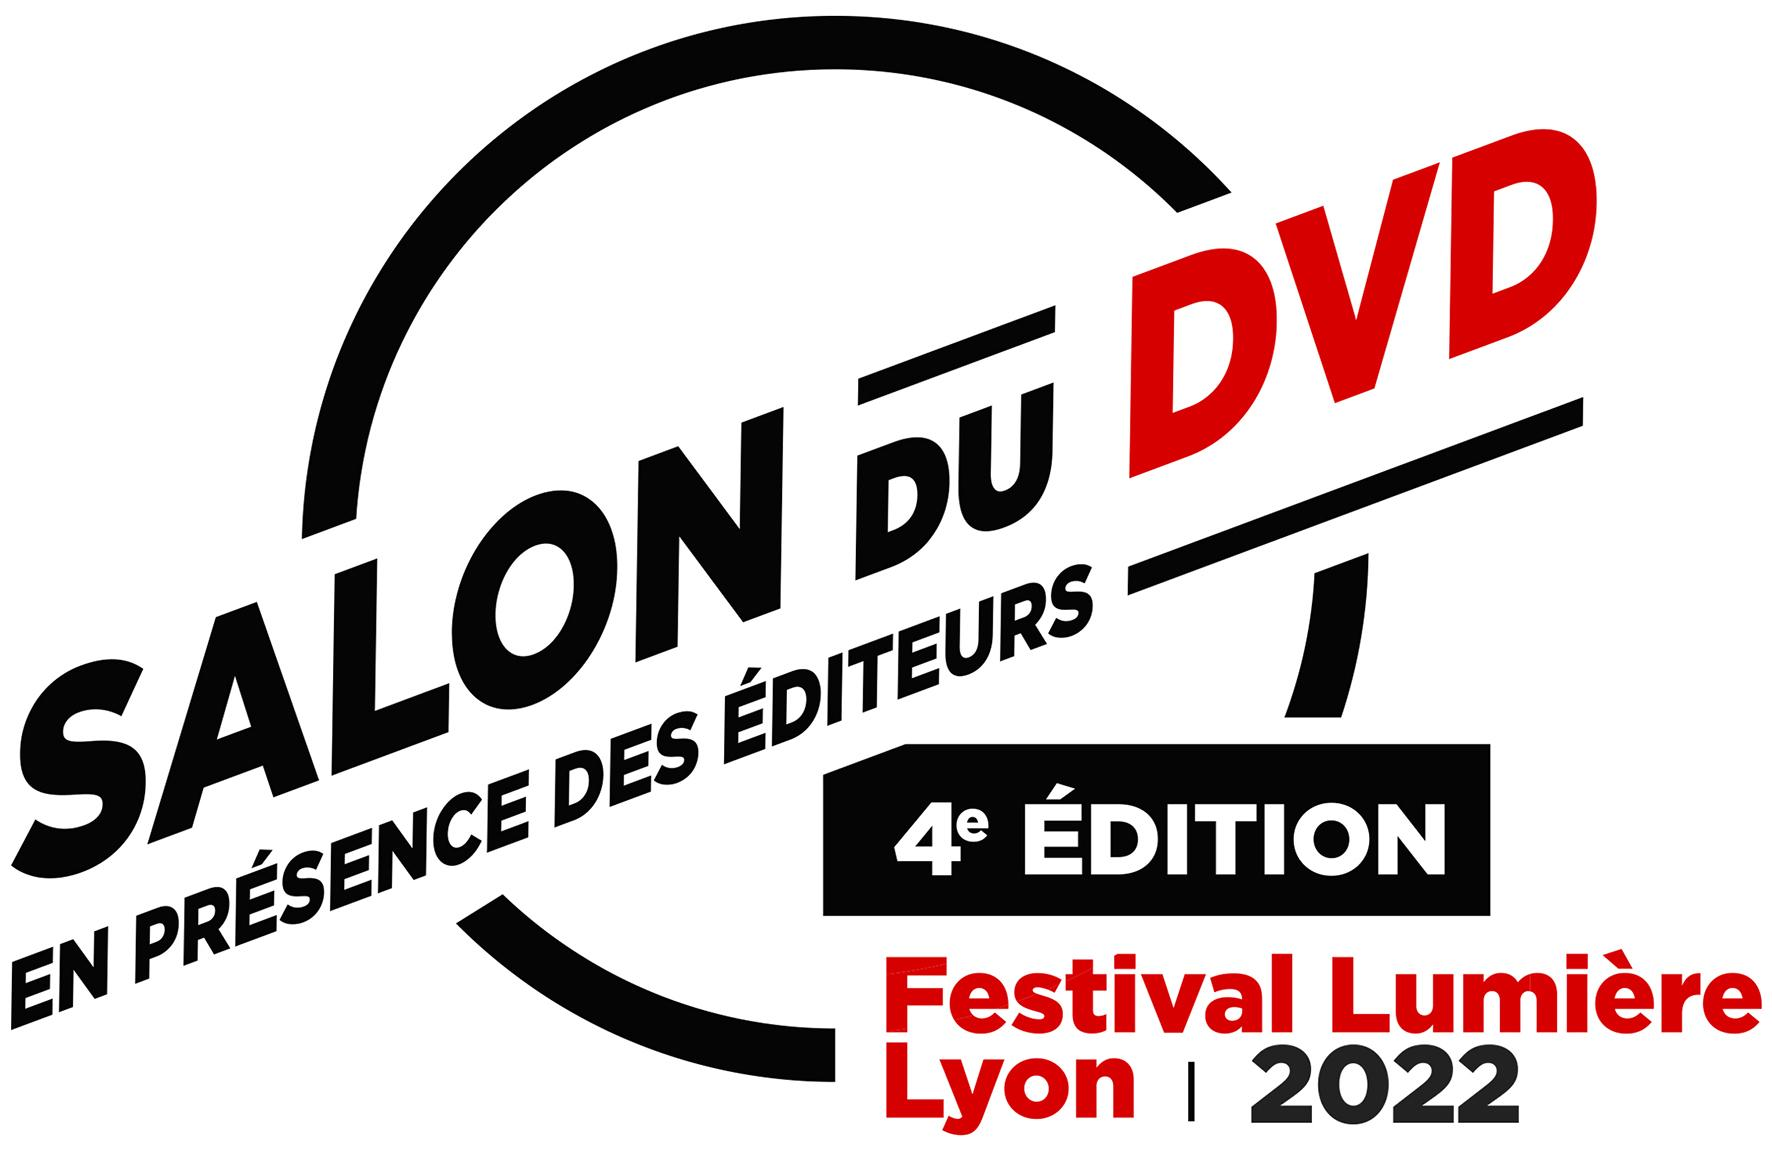 SALON DU DVD
EN PRÉSENCE DES ÉDITEURS
4e ÉDITION
Festival Lumière
Lyon | 2022